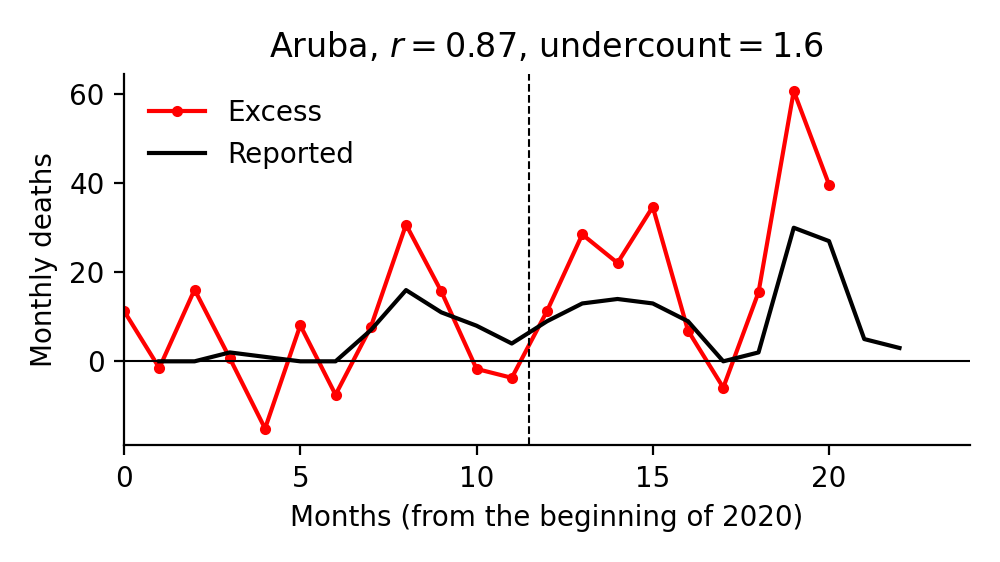 Aruba, r = 0.87, undercount = 1.6
Excess
Reported
Monthly deaths
60
40
20
0
0 5 10 15 20
Months (from the beginning of 2020)